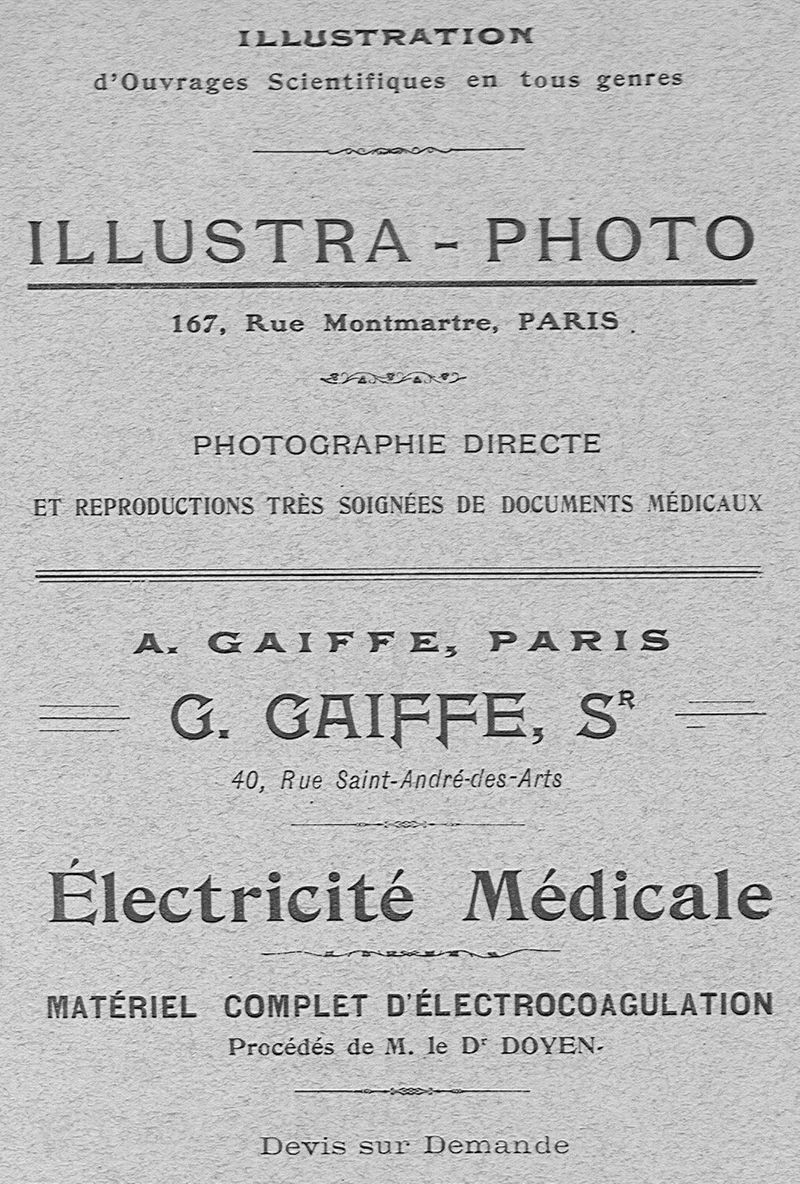 ILLUSTRATION
d'Ouvrages Scientifiques en tous genres
ILLUSTRA - PHOTO
167, Rue Montmartre, PARIS.
PHOTOGRAPHIE DIRECTE
ET REPRODUCTIONS TRÈS SOIGNÉES DE DOCUMENTS MÉDICAUX
A. GAIFFE, PARIS
G. GAIFFE, Sᴿ
40, Rue Saint-André-des-Arts
Électricité Médicale
MATÉRIEL COMPLET D'ÉLECTROCOAGULATION
Procédés de M. le Dʳ DOYEN-
Devis sur Demande